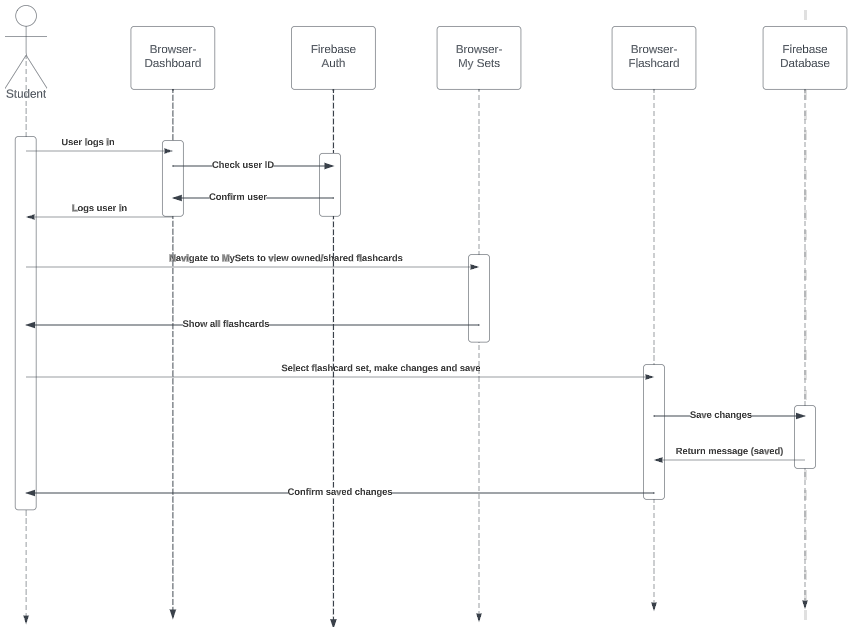 Student
Browser-
Dashboard
Firebase
Auth
Browser-
My Sets
Browser-
Flashcard
Firebase
Database
User logs in
Check user ID
Confirm user
Logs user in
Navigate to MySets to view owned/shared flashcards
Show all flashcards
Select flashcard set, make changes and save
Save changes
Return message (saved)
Confirm saved changes